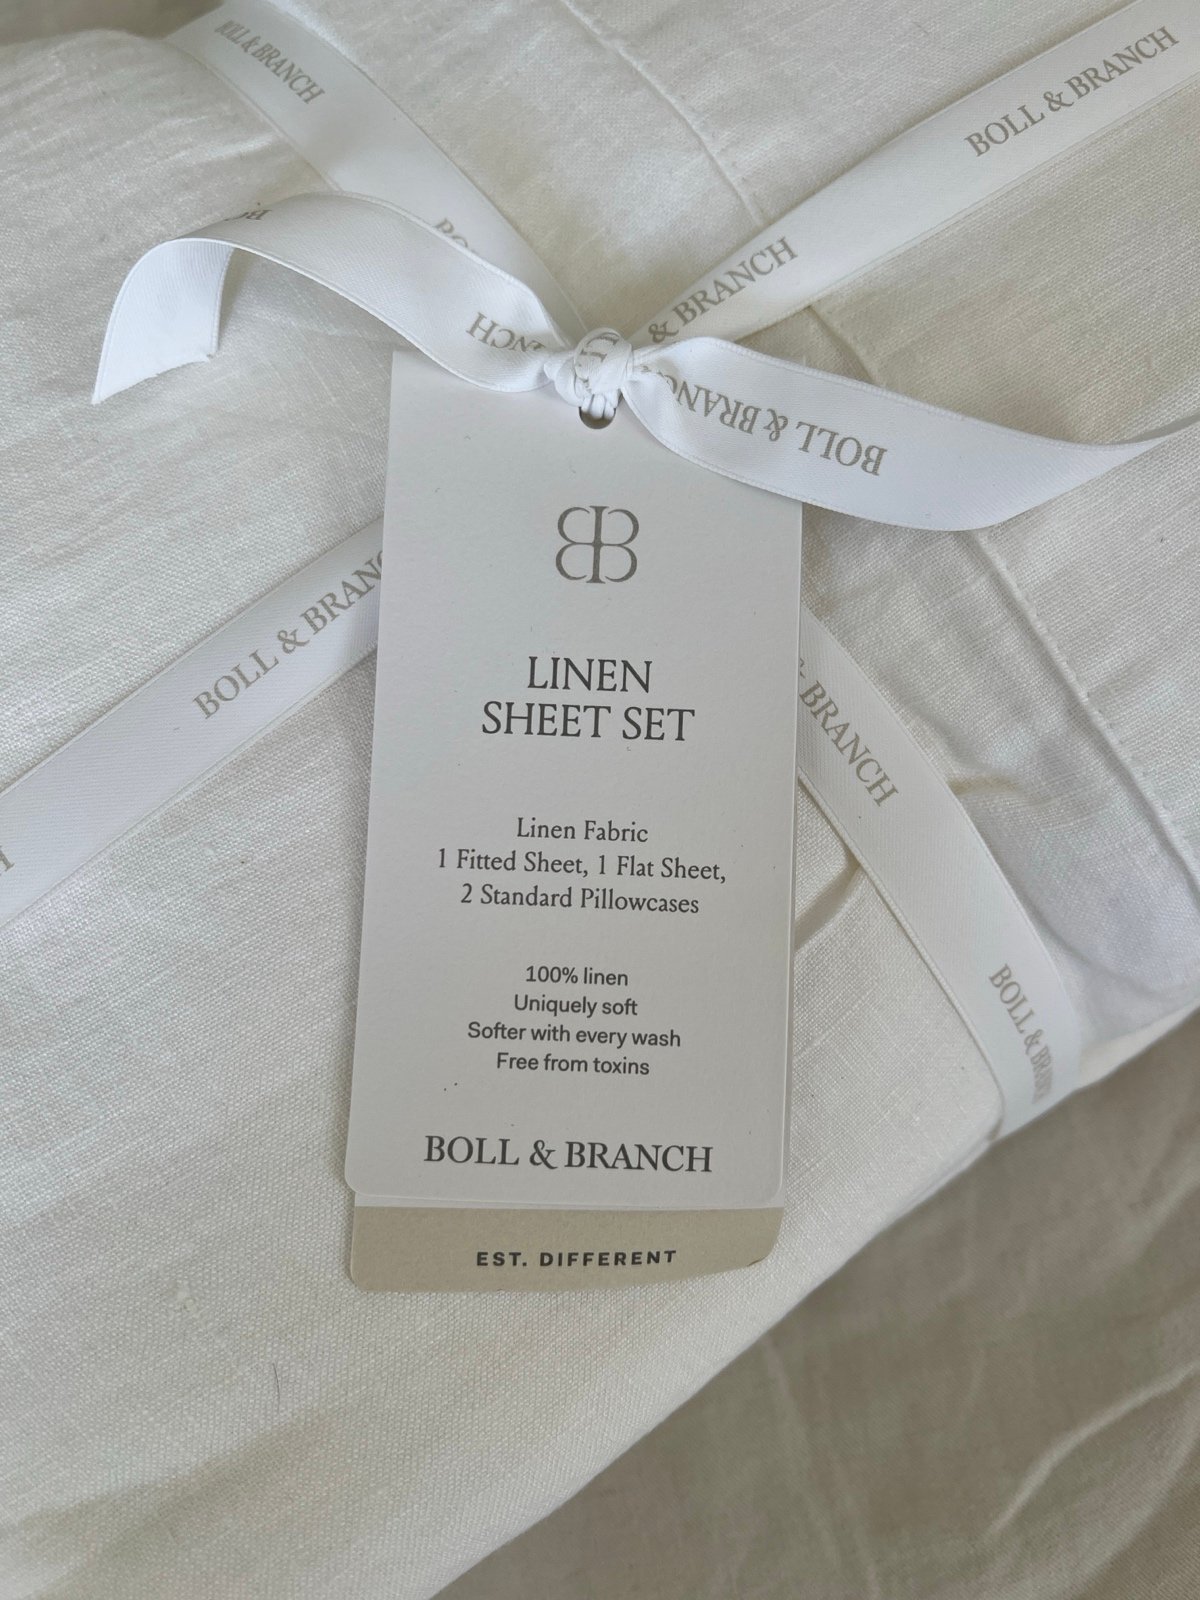 BOLL & BRANCH
BOLL & BRANCH
& BRANCH
BOLL & BRANCH
BOLL &
BRANCH
BOLL &
LINEN
SHEET SET
Linen Fabric
1 Fitted Sheet, 1 Flat Sheet,
2 Standard Pillowcases
100% linen
Uniquely soft
Softer with every wash
Free from toxins
BOLL & BRANCH
EST. DIFFERENT